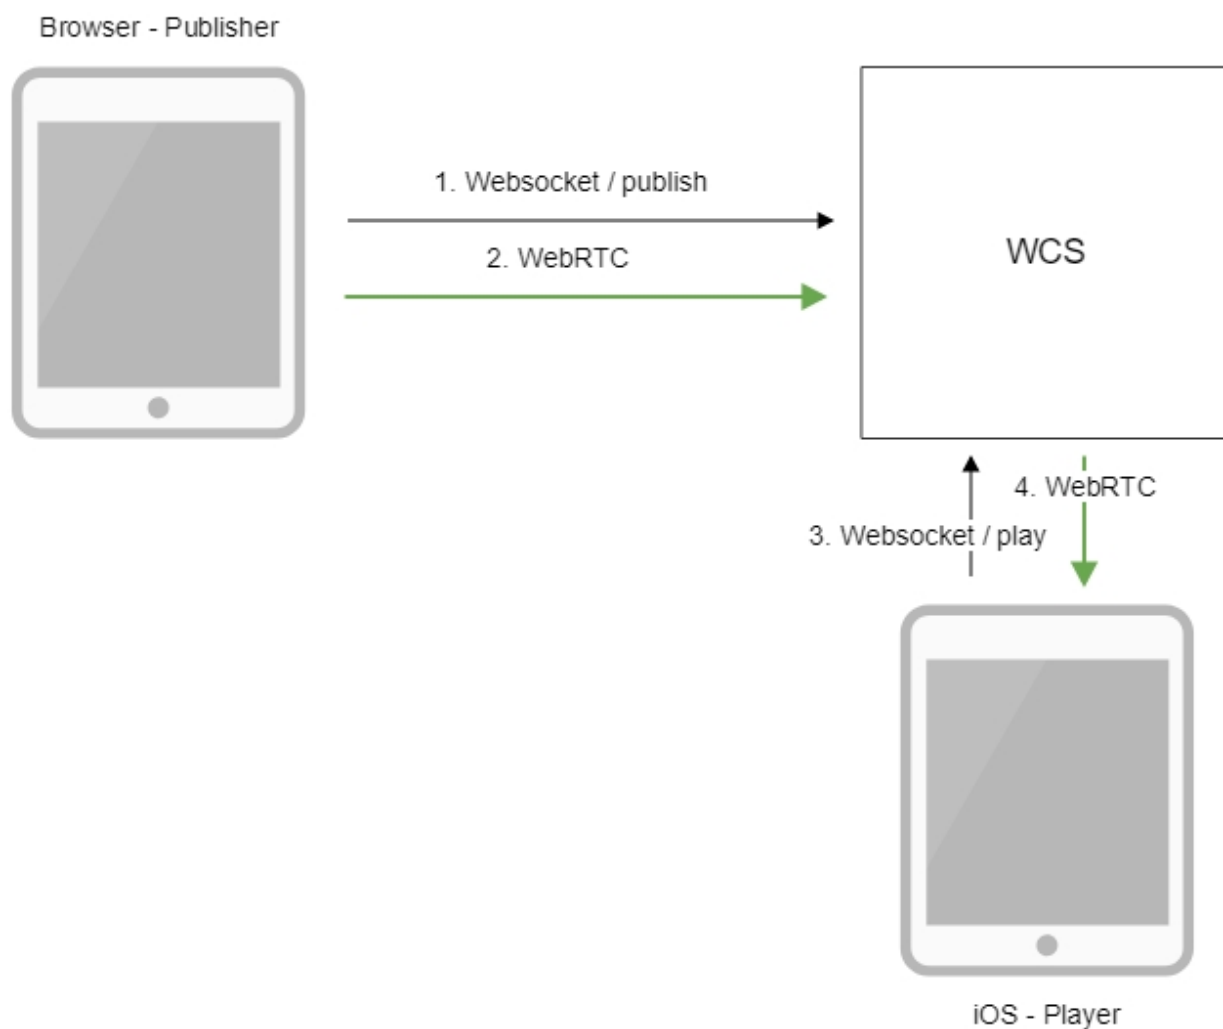 Browser - Publisher
1. Websocket / publish
2. WebRTC
WCS
4. WebRTC
3. Websocket / play
iOS - Player